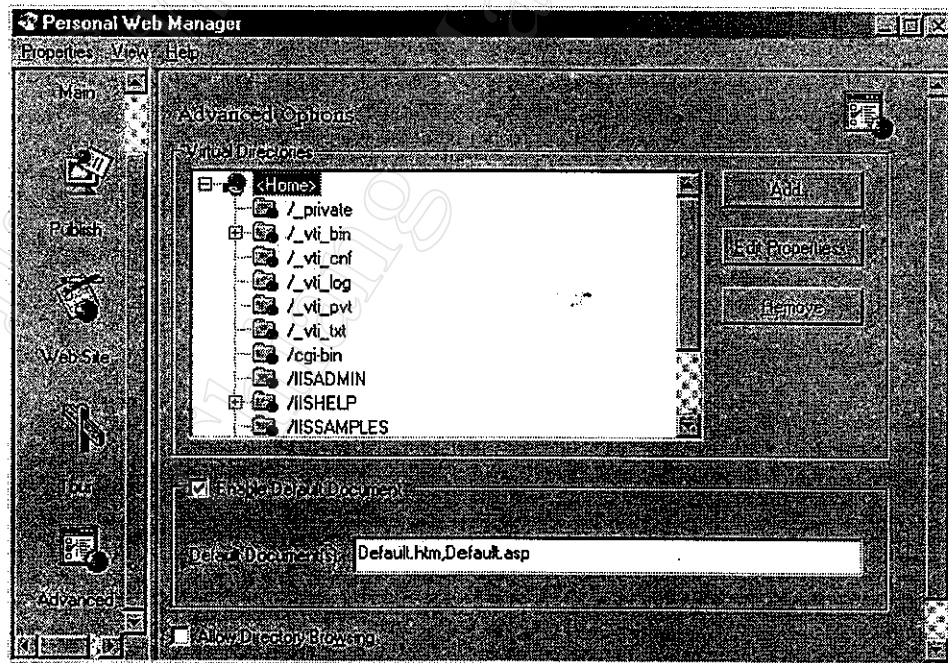 Personal Web Manager
Properties View Help
Main
Publish
Web Site
Tour
Advanced
Advanced Options
Virtual Directories
<Home>
/_private
/_vti_bin
/_vti_cnf
/_vti_log
/_vti_pvt
/_vti_txt
/cgi-bin
/IISADMIN
/IISHELP
/IISSAMPLES
Add...
Edit Properties...
Remove
Enable Default Document
Default Document(s): Default.htm,Default.asp
Allow Directory Browsing